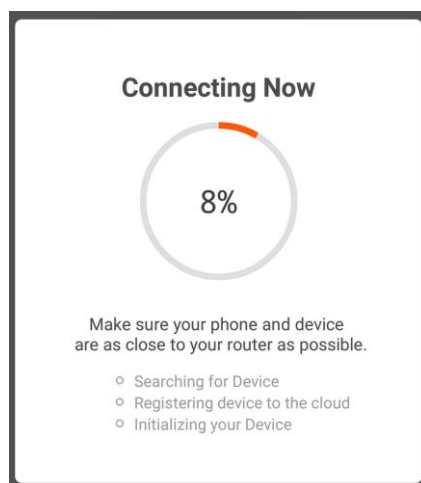 Connecting Now
8%
Make sure your phone and device
are as close to your router as possible.
Searching for Device
Registering device to the cloud
Initializing your Device